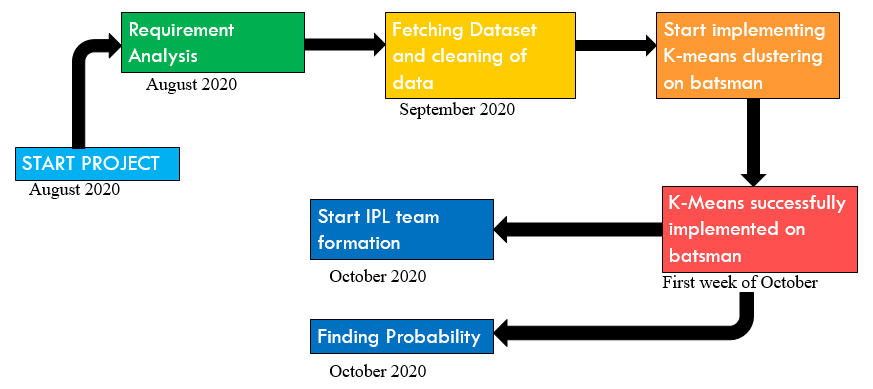 START PROJECT
August 2020
Requirement
Analysis
August 2020
Fetching Dataset
and cleaning of
data
September 2020
Start implementing
K-means clustering
on batsman
K-Means successfully
implemented on
batsman
First week of October
Start IPL team
formation
October 2020
Finding Probability
October 2020